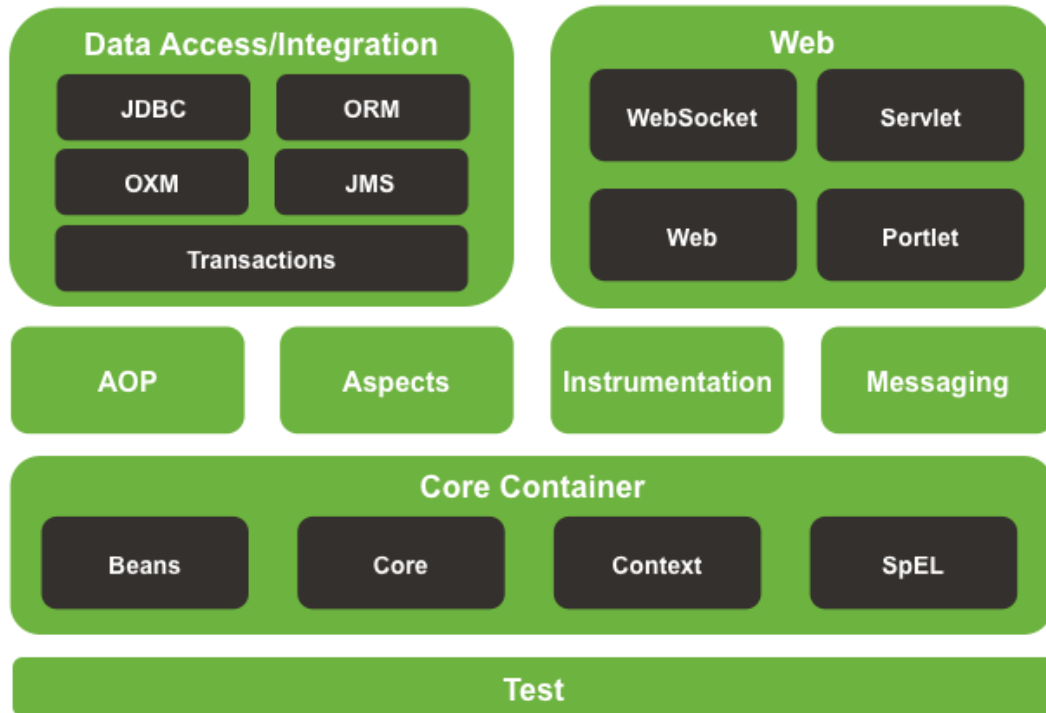 Data Access/Integration
JDBC
ORM
OXM
JMS
Transactions
Web
WebSocket
Servlet
Web
Portlet
AOP
Aspects
Instrumentation
Messaging
Core Container
Beans
Core
Context
SpEL
Test